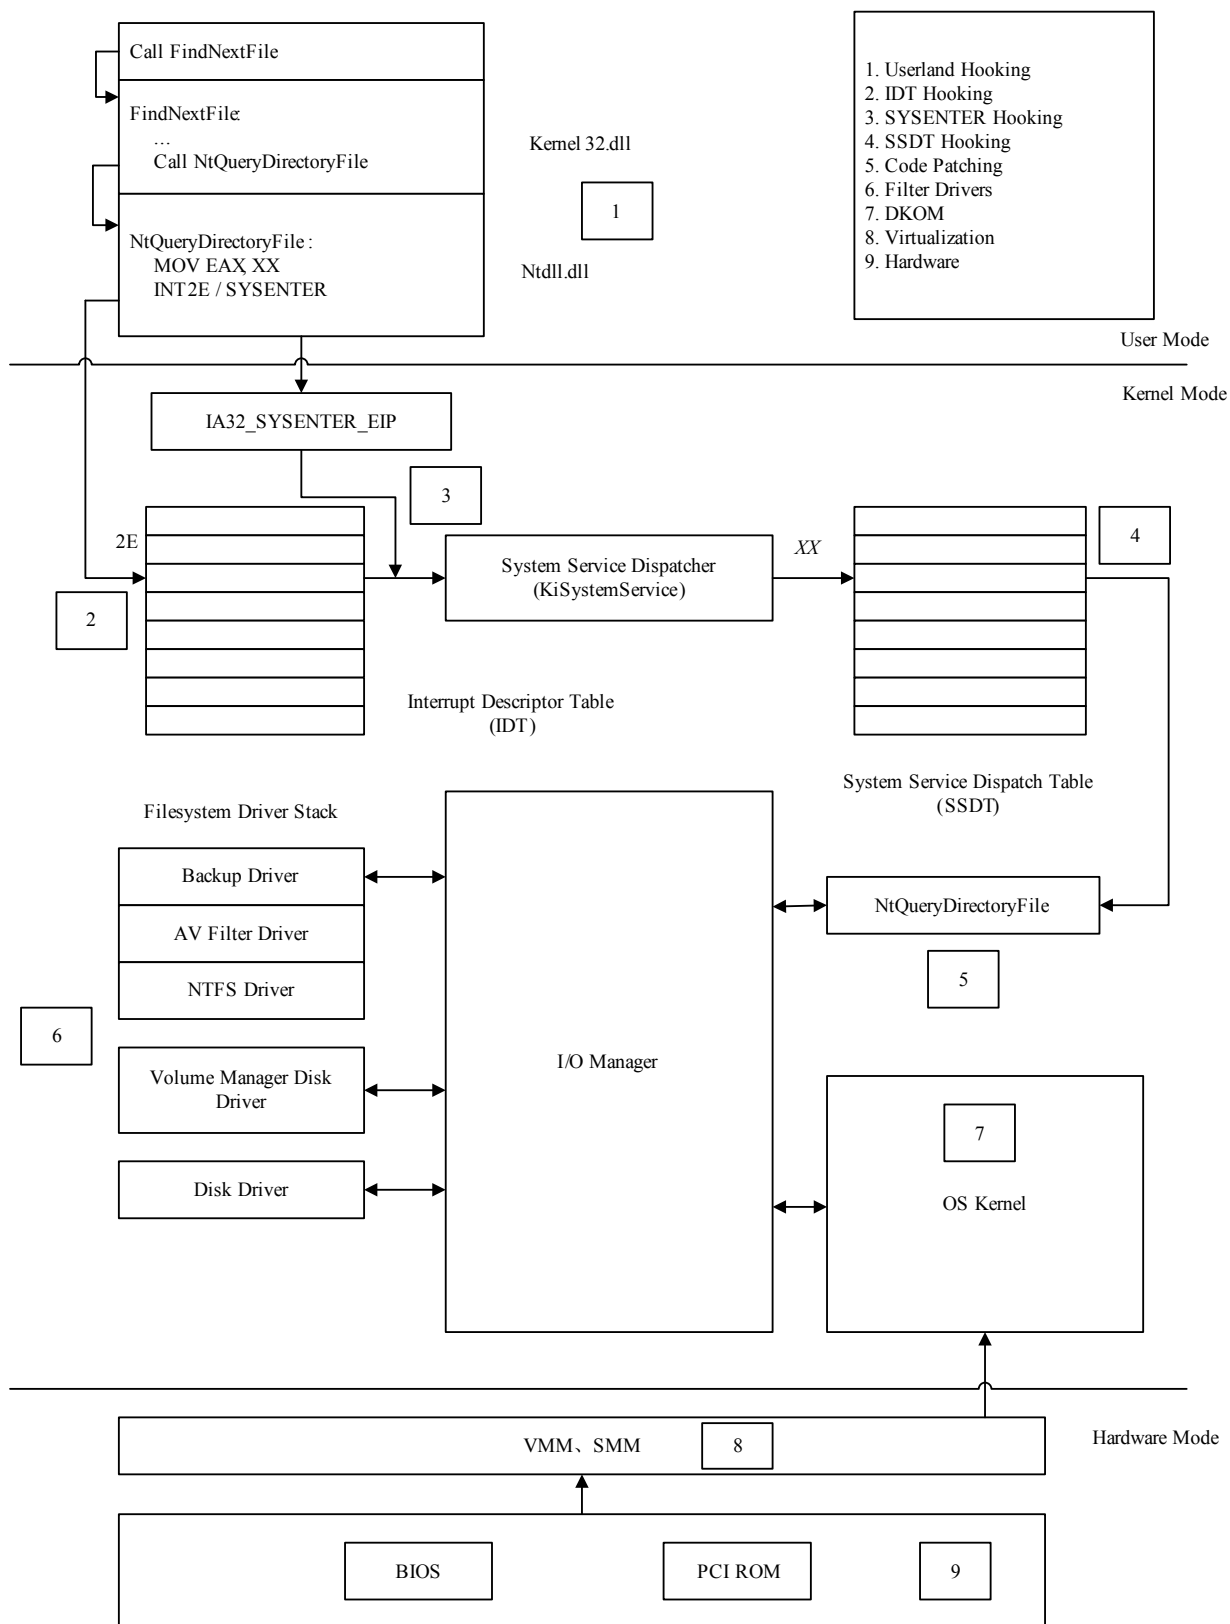 Call FindNextFile
FindNextFile:
...
Call NtQueryDirectoryFile
NtQueryDirectoryFile :
MOV EAX, XX
INT 2E / SYSENTER
Kernel 32.dll
1
Ntdll.dll
1. Userland Hooking
2. IDT Hooking
3. SYSENTER Hooking
4. SSDT Hooking
5. Code Patching
6. Filter Drivers
7. DKOM
8. Virtualization
9. Hardware
User Mode
Kernel Mode
IA32_SYSENTER_EIP
3
2E
2
System Service Dispatcher
(KiSystemService)
XX
4
Interrupt Descriptor Table
(IDT)
System Service Dispatch Table
(SSDT)
Filesystem Driver Stack
Backup Driver
AV Filter Driver
NTFS Driver
6
Volume Manager Disk
Driver
Disk Driver
I/O Manager
NtQueryDirectoryFile
5
7
OS Kernel
Hardware Mode
VMM、SMM
8
BIOS
PCI ROM
9